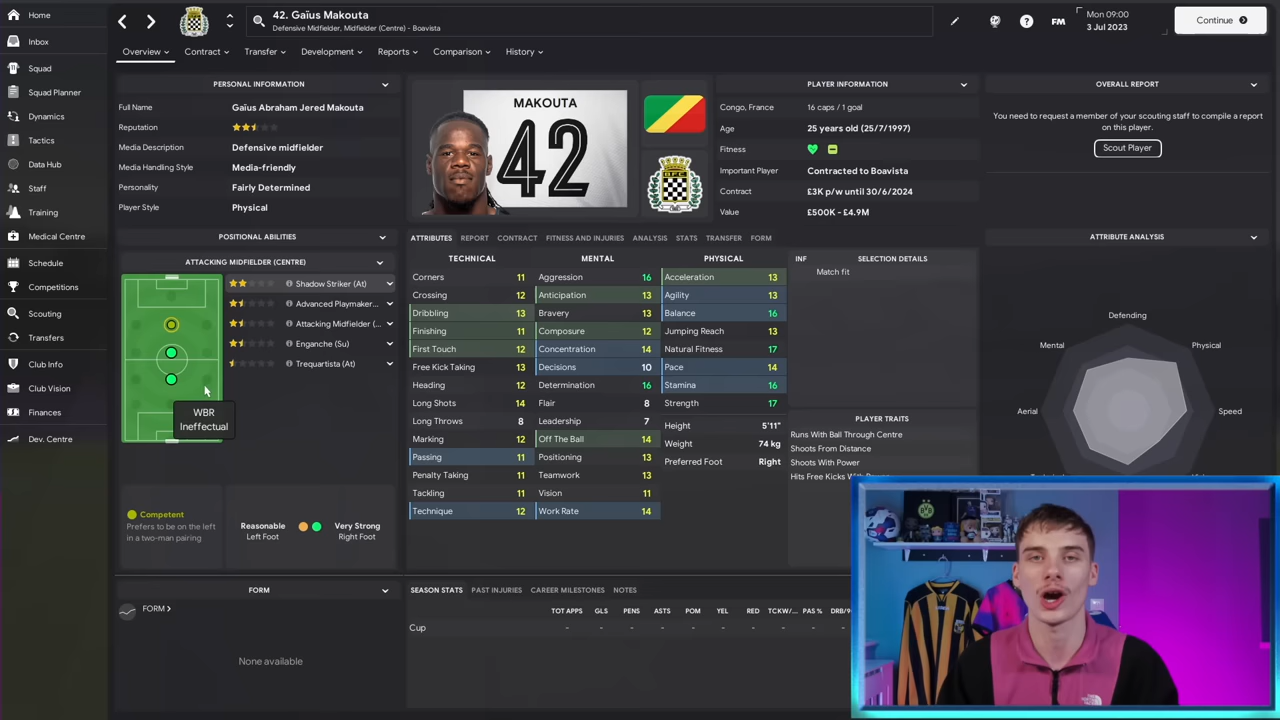 Home
Inbox
Squad
Squad Planner
Dynamics
Tactics
Data Hub
Staff
Training
Medical Centre
Schedule
Competitions
Scouting
Transfers
Club Info
Club Vision
Finances
Dev. Centre
42. Gaïus Makouta
Defensive Midfielder, Midfielder (Centre) - Boavista
FM
Mon 09:00
3 Jul 2023
Continue
Overview
Contract
Transfer
Development
Reports
Comparison
History
PERSONAL INFORMATION
Full Name Gaïus Abraham Jered Makouta
Reputation
Media Description Defensive midfielder
Media Handling Style Media-friendly
Personality Fairly Determined
Player Style Physical
MAKOUTA
42
PLAYER INFORMATION
Congo, France 16 caps / 1 goal
Age 25 years old (25/7/1997)
Fitness
Important Player Contracted to Boavista
Contract £3K p/w until 30/6/2024
Value £500K - £4.9M
OVERALL REPORT
You need to request a member of your scouting staff to compile a report
on this player.
Scout Player
POSITIONAL ABILITIES
ATTACKING MIDFIELDER (CENTRE)
Shadow Striker (At)
Advanced Playmaker...
Attacking Midfielder (...
Enganche (Su)
Trequartista (At)
WBR
Ineffectual
Competent
Prefers to be on the left
in a two-man pairing
Reasonable
Left Foot
Very Strong
Right Foot
ATTRIBUTES REPORT CONTRACT FITNESS AND INJURIES ANALYSIS STATS TRANSFER FORM
TECHNICAL
Corners 11
Crossing 12
Dribbling 13
Finishing 11
First Touch 12
Free Kick Taking 13
Heading 12
Long Shots 14
Long Throws 8
Marking 12
Passing 11
Penalty Taking 11
Tackling 11
Technique 12
MENTAL
Aggression 16
Anticipation 13
Bravery 13
Composure 12
Concentration 14
Decisions 10
Determination 16
Flair 8
Leadership 7
Off The Ball 14
Positioning 13
Teamwork 13
Vision 11
Work Rate 14
PHYSICAL
Acceleration 13
Agility 13
Balance 16
Jumping Reach 13
Natural Fitness 17
Pace 14
Stamina 16
Strength 17
Height 5'11"
Weight 74 kg
Preferred Foot Right
INF SELECTION DETAILS
Match fit
PLAYER TRAITS
Runs With Ball Through Centre
Shoots From Distance
Shoots With Power
Hits Free Kicks With Power
ATTRIBUTE ANALYSIS
Defending
Physical
Speed
Mental
Aerial
FORM
FORM
None available
SEASON STATS PAST INJURIES CAREER MILESTONES NOTES
TOT APPS GLS PENS ASTS POM YEL RED TCKW/... PAS % DRB/9
Cup - - - - - - - - - -